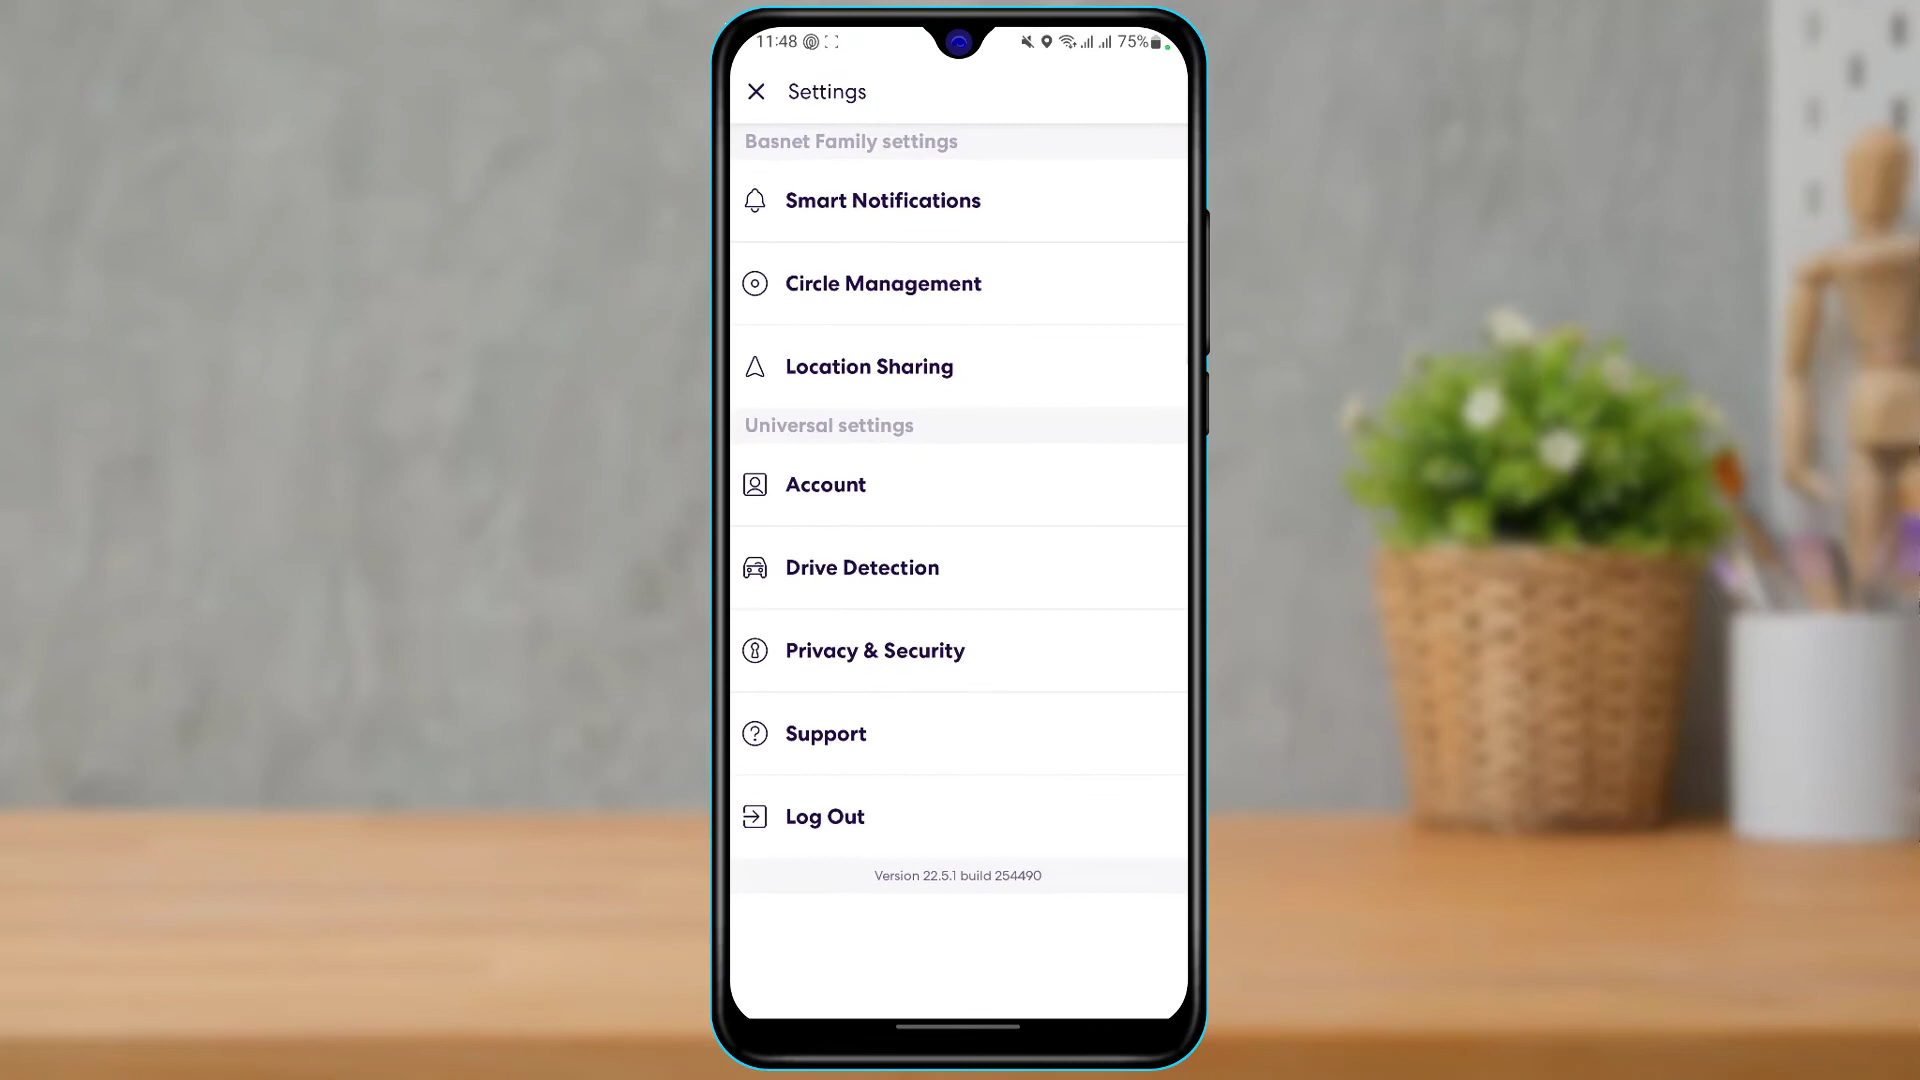 11:48 75%
Settings
Basnet Family settings
Smart Notifications
Circle Management
Location Sharing
Universal settings
Account
Drive Detection
Privacy & Security
Support
Log Out
Version 22.5.1 build 254490